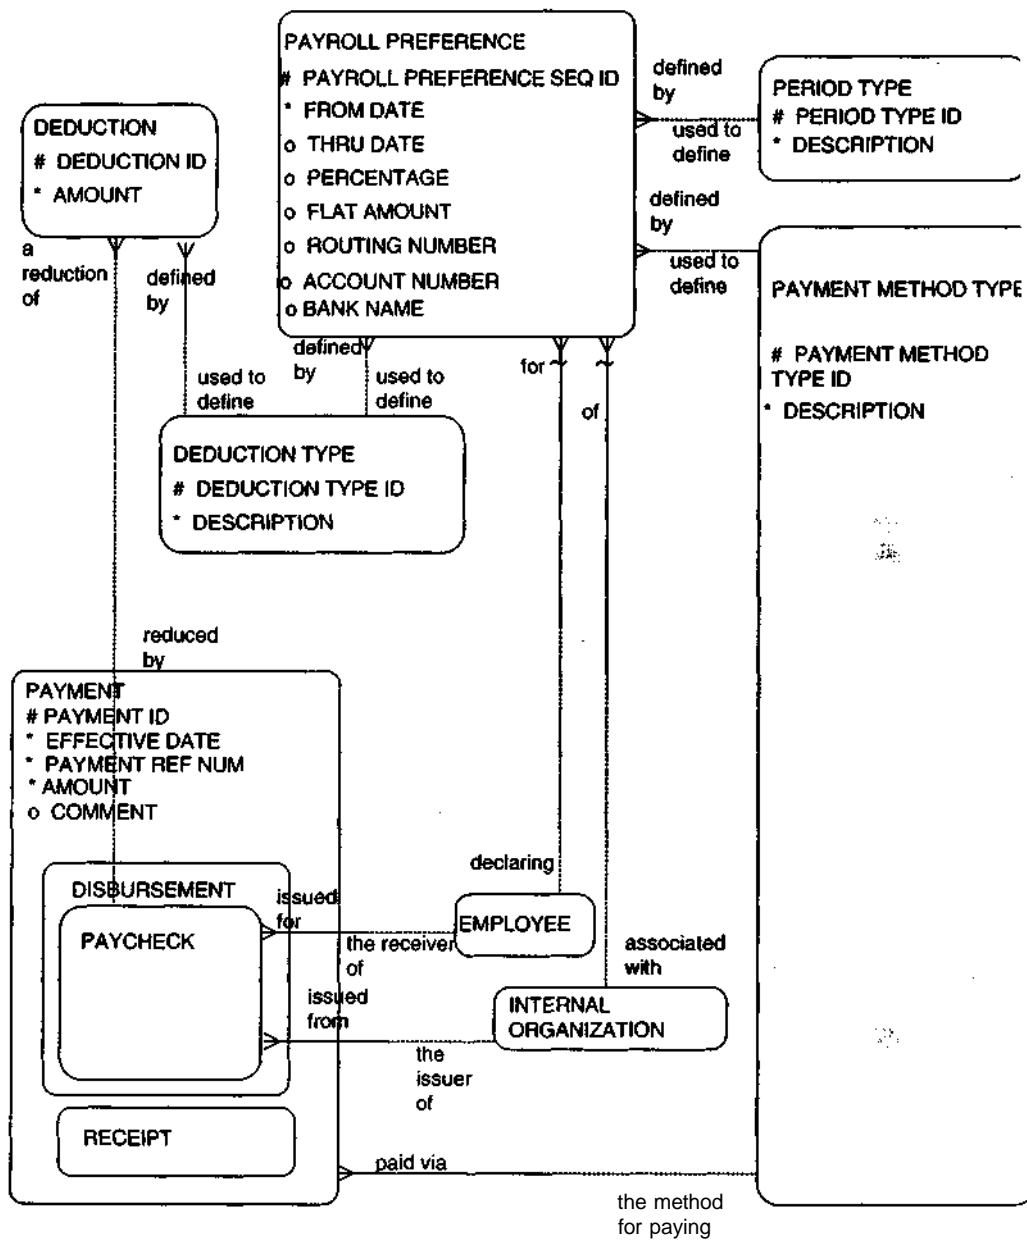 PAYROLL PREFERENCE
# PAYROLL PREFERENCE SEQ ID
* FROM DATE
o THRU DATE
o PERCENTAGE
o FLAT AMOUNT
o ROUTING NUMBER
o ACCOUNT NUMBER
o BANK NAME
defined
by
used to
define
PERIOD TYPE
# PERIOD TYPE ID
* DESCRIPTION
DEDUCTION
# DEDUCTION ID
* AMOUNT
a
reduction
of
defined
by
defined
by
used to
define
PAYMENT METHOD TYPE
# PAYMENT METHOD
TYPE ID
* DESCRIPTION
used to
define
defined
by
used to
define
for
of
DEDUCTION TYPE
# DEDUCTION TYPE ID
* DESCRIPTION
reduced
by
PAYMENT
# PAYMENT ID
* EFFECTIVE DATE
* PAYMENT REF NUM
* AMOUNT
o COMMENT
DISBURSEMENT
PAYCHECK
issued
for
the receiver
of
declaring
EMPLOYEE
associated
with
issued
from
the
issuer
of
INTERNAL
ORGANIZATION
RECEIPT
paid via
the method
for paying